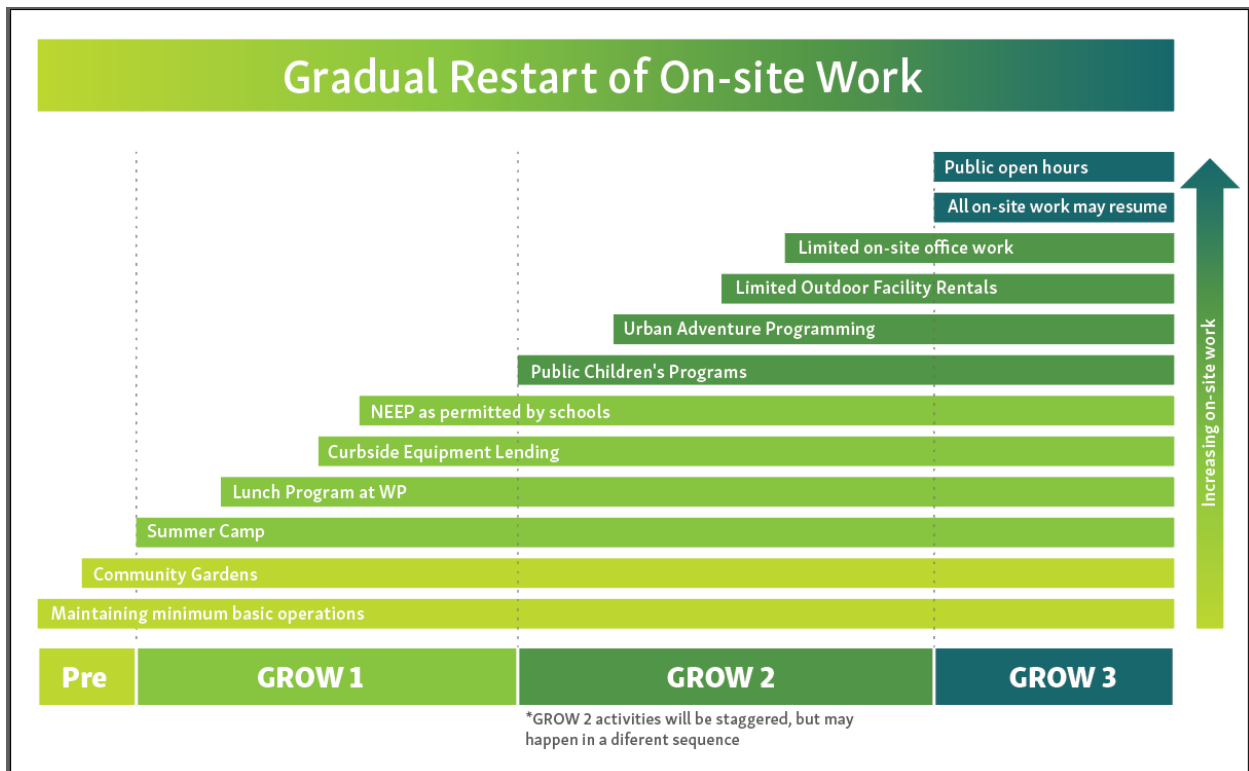 Gradual Restart of On-site Work
Public open hours
All on-site work may resume
Limited on-site office work
Limited Outdoor Facility Rentals
Urban Adventure Programming
Public Children's Programs
NEEP as permitted by schools
Curbside Equipment Lending
Lunch Program at WP
Summer Camp
Community Gardens
Maintaining minimum basic operations
Increasing on-site work
Pre
GROW 1
GROW 2
GROW 3
*GROW 2 activities will be staggered, but may
happen in a diferent sequence